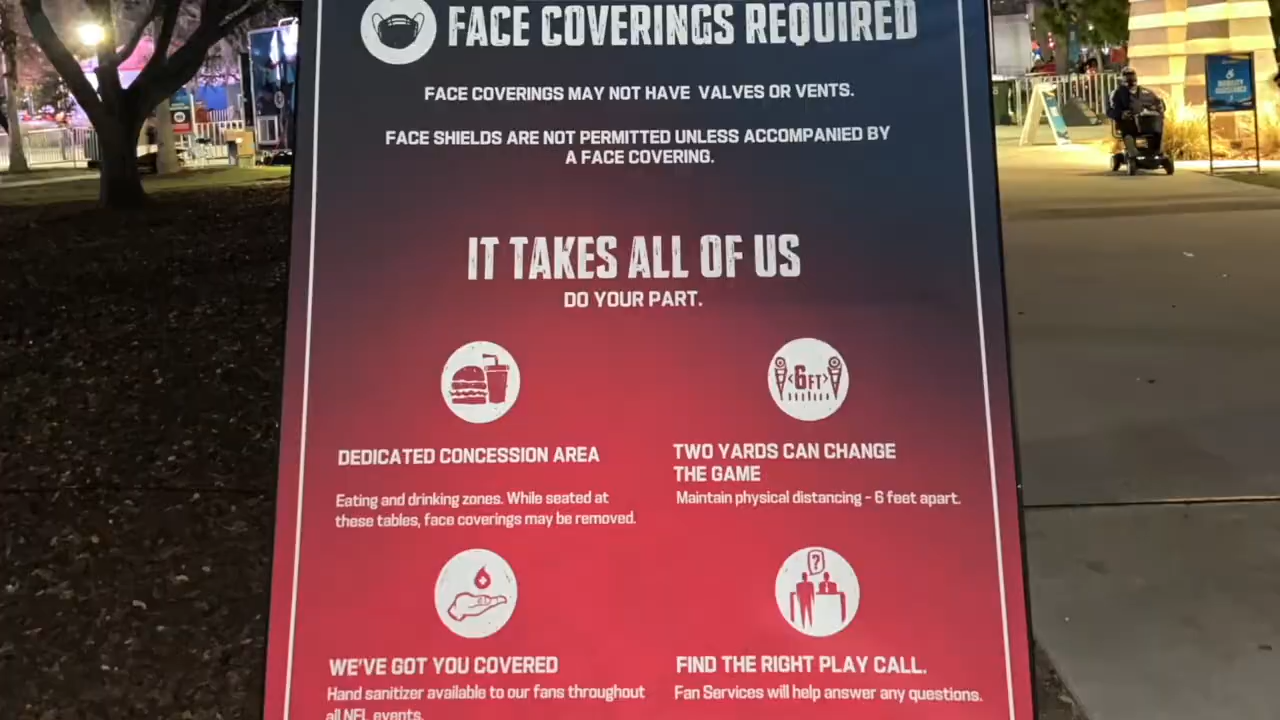 FACE COVERINGS REQUIRED
FACE COVERINGS MAY NOT HAVE VALVES OR VENTS.
FACE SHIELDS ARE NOT PERMITTED UNLESS ACCOMPANIED BY
A FACE COVERING.
IT TAKES ALL OF US
DO YOUR PART.
<6FT>
DEDICATED CONCESSION AREA
Eating and drinking zones. While seated at
these tables, face coverings may be removed.
TWO YARDS CAN CHANGE
THE GAME
Maintain physical distancing - 6 feet apart.
?
WE'VE GOT YOU COVERED
Hand sanitizer available to our fans throughout
all NFL events.
FIND THE RIGHT PLAY CALL.
Fan Services will help answer any questions.
MOBILITY
ASSISTANCE